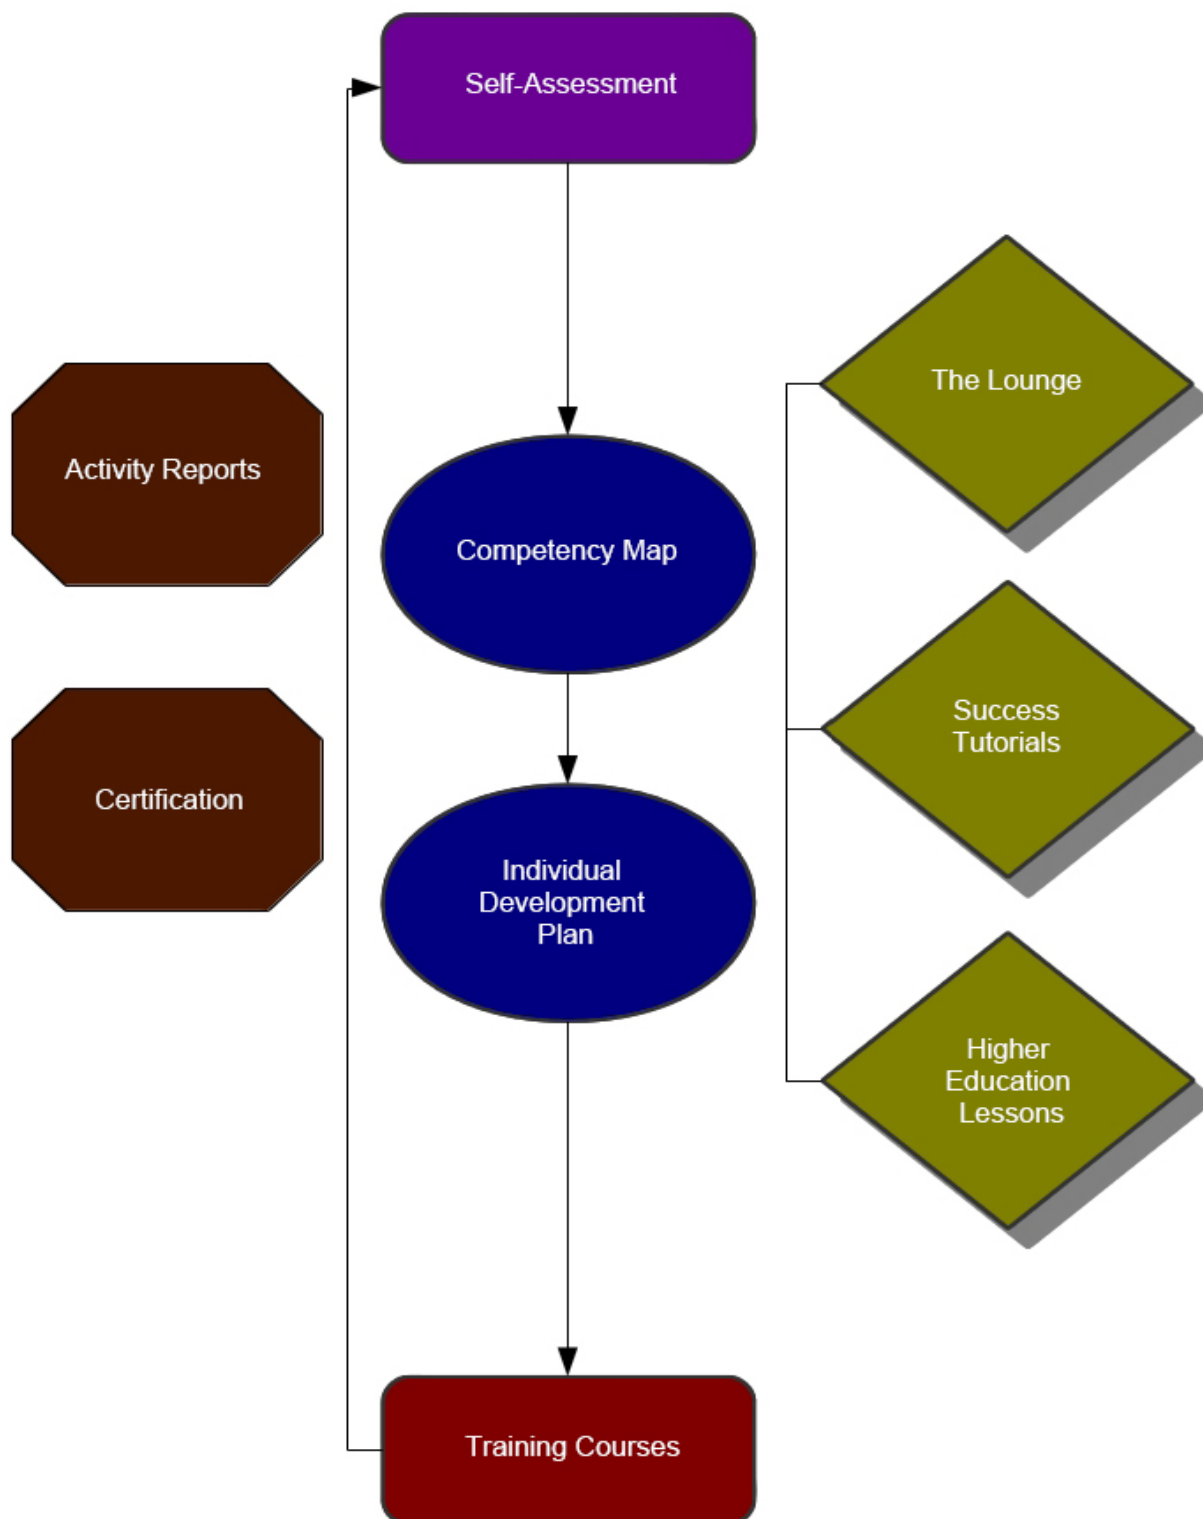 Self-Assessment
The Lounge
Activity Reports
Competency Map
Success
Tutorials
Certification
Individual
Development
Plan
Higher
Education
Lessons
Training Courses